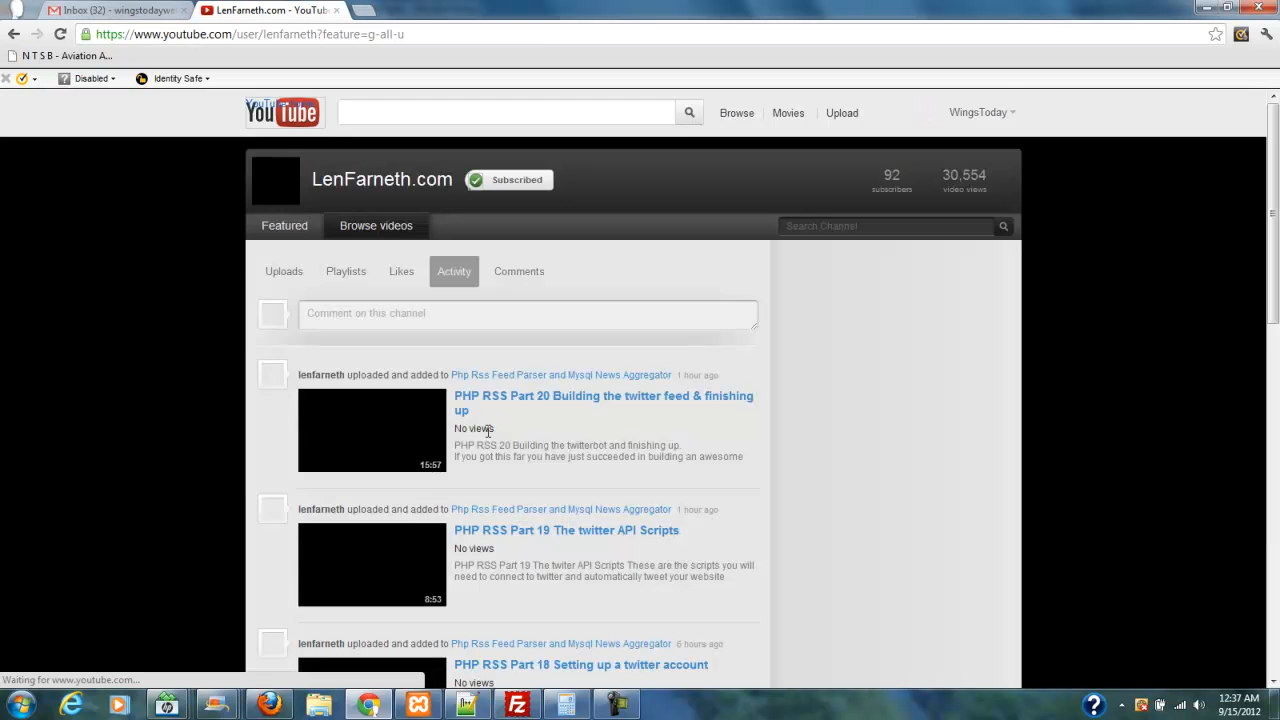 Inbox (32) - wingstodaywe
LenFarneth.com - YouTub
https://www.youtube.com/user/lenfarneth?feature=g-all-u
N T S B - Aviation A...
Disabled
Identity Safe
YouTube
Browse
Movies
Upload
WingsToday
LenFarneth.com
Subscribed
92
subscribers
30,554
video views
Featured
Browse videos
Search Channel
Uploads
Playlists
Likes
Activity
Comments
Comment on this channel
lenfarneth uploaded and added to Php Rss Feed Parser and Mysql News Aggregator 1 hour ago
PHP RSS Part 20 Building the twitter feed & finishing
up
No views
PHP RSS 20 Building the twitterbot and finishing up.
If you got this far you have just succeeded in building an awesome
15:57
lenfarneth uploaded and added to Php Rss Feed Parser and Mysql News Aggregator 1 hour ago
PHP RSS Part 19 The twitter API Scripts
No views
PHP RSS Part 19 The twiter API Scripts These are the scripts you will
need to connect to twitter and automatically tweet your website
8:53
lenfarneth uploaded and added to Php Rss Feed Parser and Mysql News Aggregator 6 hours ago
PHP RSS Part 18 Setting up a twitter account
No views
Waiting for www.youtube.com...
12:37 AM
9/15/2012